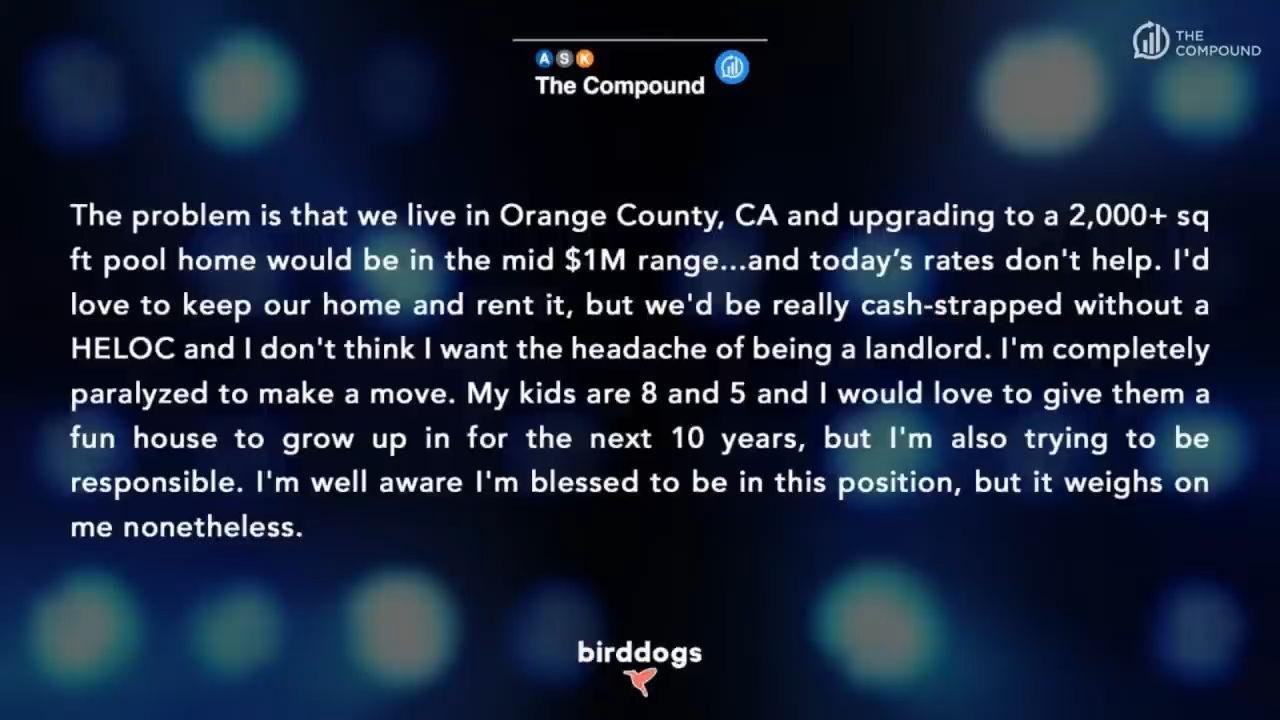 ASK
The Compound
THE
COMPOUND
The problem is that we live in Orange County, CA and upgrading to a 2,000+ sq
ft pool home would be in the mid $1M range...and today’s rates don't help. I'd
love to keep our home and rent it, but we'd be really cash-strapped without a
HELOC and I don't think I want the headache of being a landlord. I'm completely
paralyzed to make a move. My kids are 8 and 5 and I would love to give them a
fun house to grow up in for the next 10 years, but I'm also trying to be
responsible. I'm well aware I'm blessed to be in this position, but it weighs on
me nonetheless.
birddogs